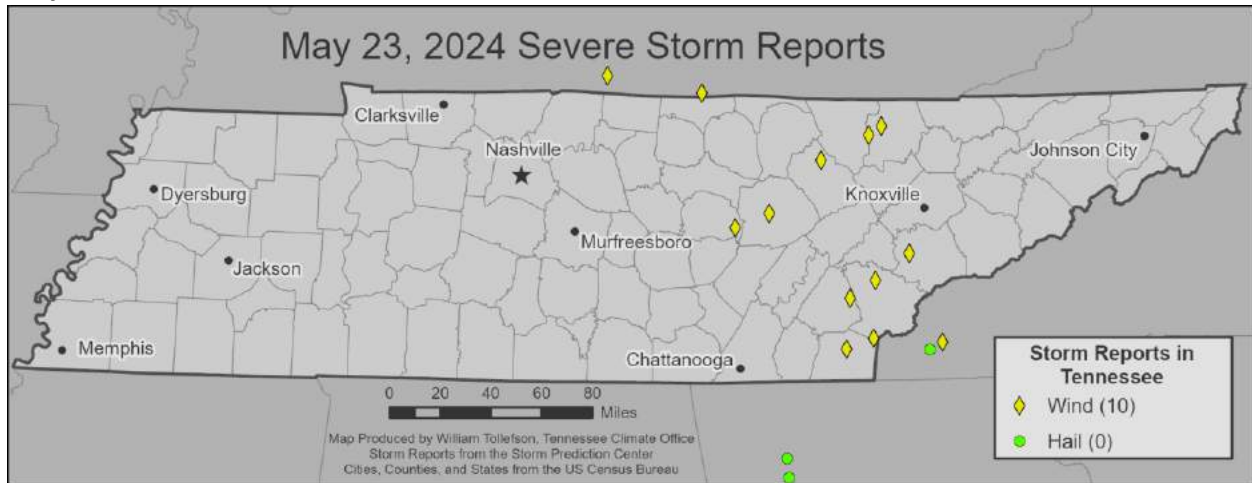 May 23, 2024 Severe Storm Reports
Clarksville
Nashville
Johnson City
Dyersburg
Knoxville
Murfreesboro
Jackson
Memphis
Chattanooga
Storm Reports in
Tennessee
Wind (10)
Hail (0)
0 20 40 60 80
Miles
Map Produced by William Tollefson, Tennessee Climate Office
Storm Reports from the Storm Prediction Center
Cities, Counties, and States from the US Census Bureau